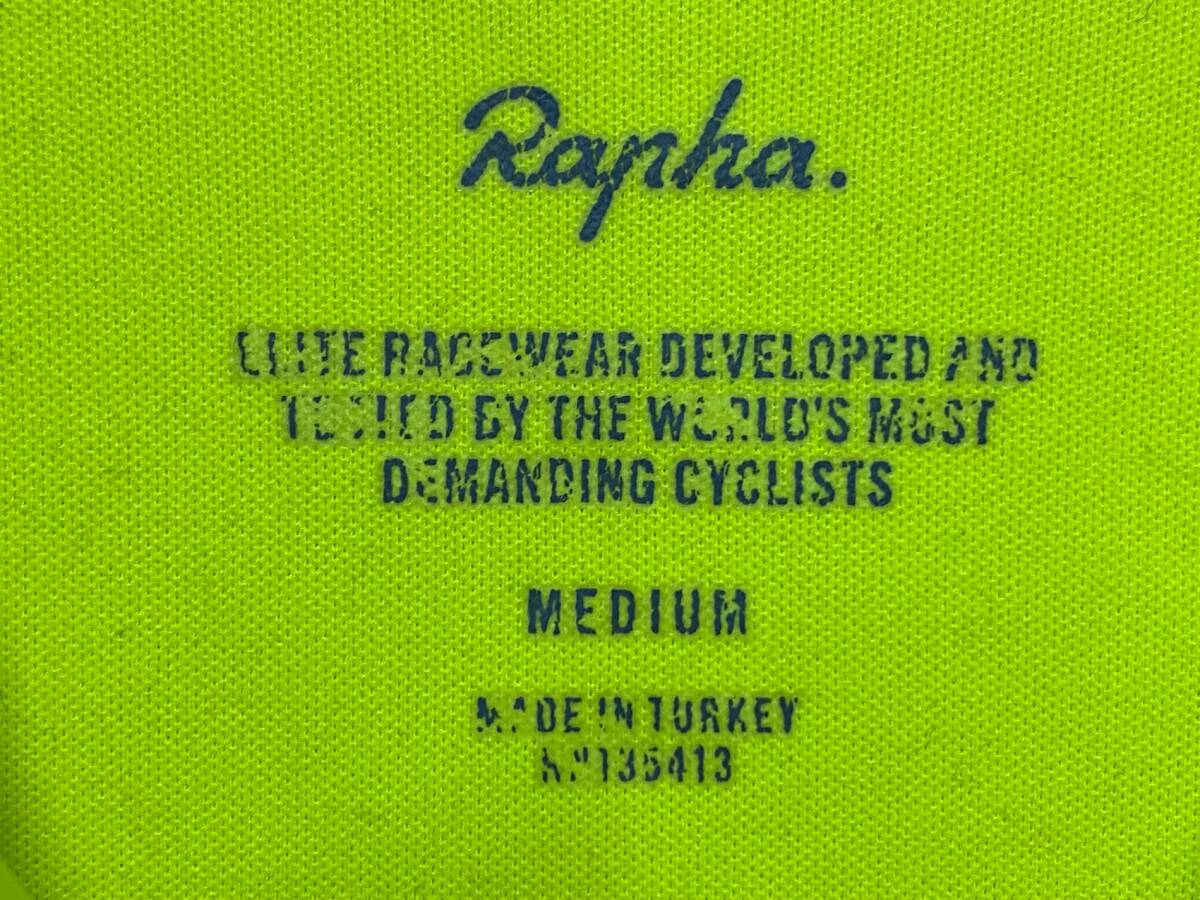 Rapha.
ELITE RACEWEAR DEVELOPED AND
TESTED BY THE WORLD'S MOST
DEMANDING CYCLISTS
MEDIUM
MADE IN TURKEY